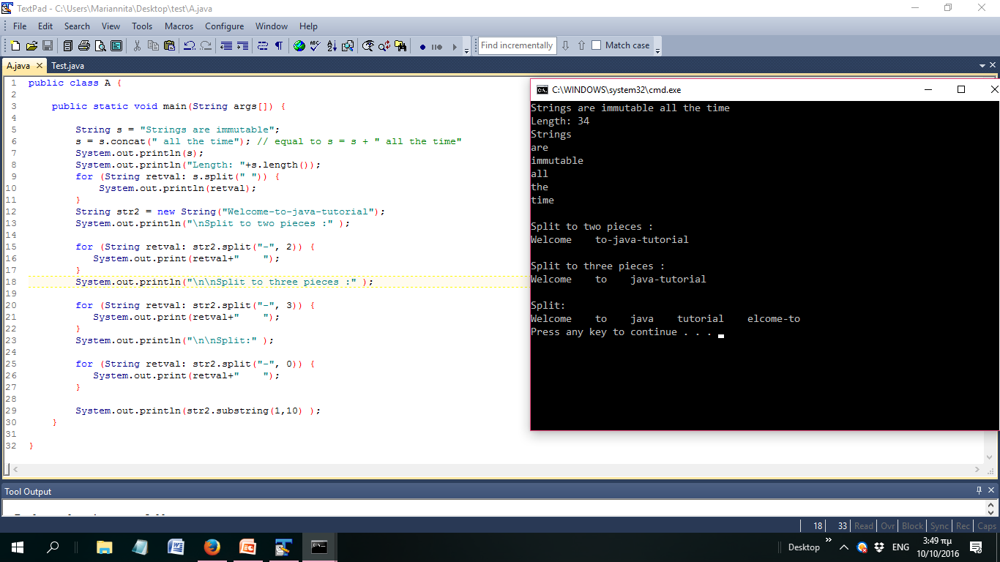 TextPad - C:\Users\Mariannita\Desktop\test\A.java
File Edit Search View Tools Macros Configure Window Help
Find incrementally Match case
A.java Test.java
1 public class A {
2
3     public static void main(String args[]) {
4
5         String s = "Strings are immutable";
6         s = s.concat(" all the time"); // equal to s = s + " all the time"
7         System.out.println(s);
8         System.out.println("Length: "+s.length());
9         for (String retval: s.split(" ")) {
10             System.out.println(retval);
11         }
12         String str2 = new String("Welcome-to-java-tutorial");
13         System.out.println("\nSplit to two pieces :" );
14
15         for (String retval: str2.split("-", 2)) {
16            System.out.print(retval+"    ");
17         }
18         System.out.println("\n\nSplit to three pieces :" );
19
20         for (String retval: str2.split("-", 3)) {
21            System.out.print(retval+"    ");
22         }
23         System.out.println("\n\nSplit:" );
24
25         for (String retval: str2.split("-", 0)) {
26            System.out.print(retval+"    ");
27         }
28
29         System.out.println(str2.substring(1,10) );
30     }
31
32 }
C:\WINDOWS\system32\cmd.exe
Strings are immutable all the time
Length: 34
Strings
are
immutable
all
the
time
Split to two pieces :
Welcome    to-java-tutorial
Split to three pieces :
Welcome    to    java-tutorial
Split:
Welcome    to    java    tutorial    elcome-to
Press any key to continue . . .
Tool Output
18 33 Read Ovr Block Sync Rec Caps
Desktop ENG 3:49 πμ
10/10/2016